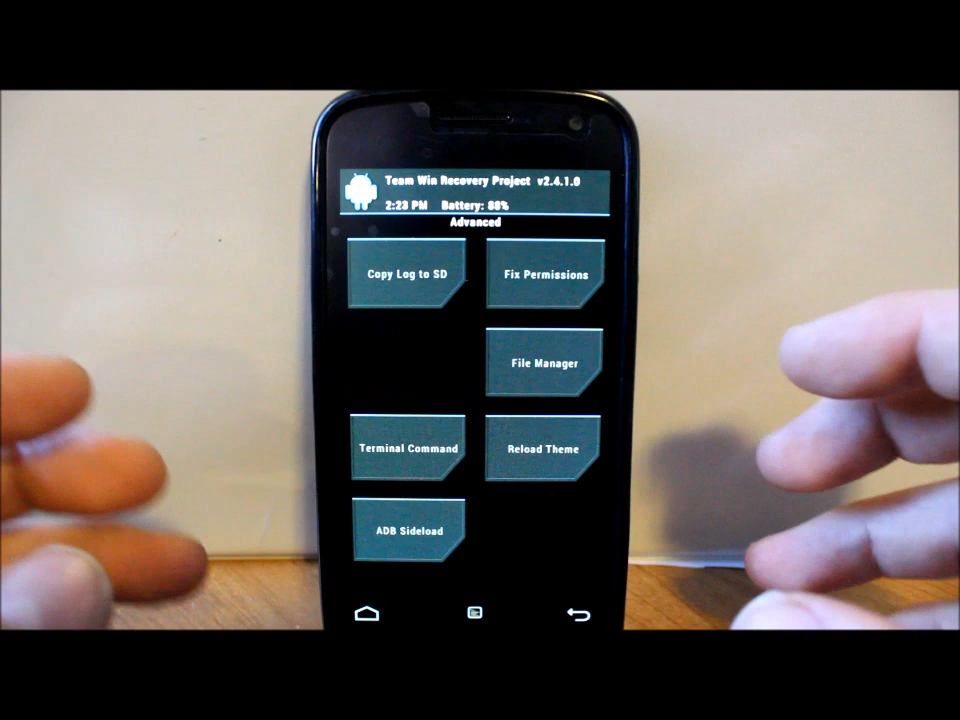 Team Win Recovery Project v2.4.1.0
2:23 PM Battery: 88%
Advanced
Copy Log to SD
Fix Permissions
File Manager
Terminal Command
Reload Theme
ADB Sideload